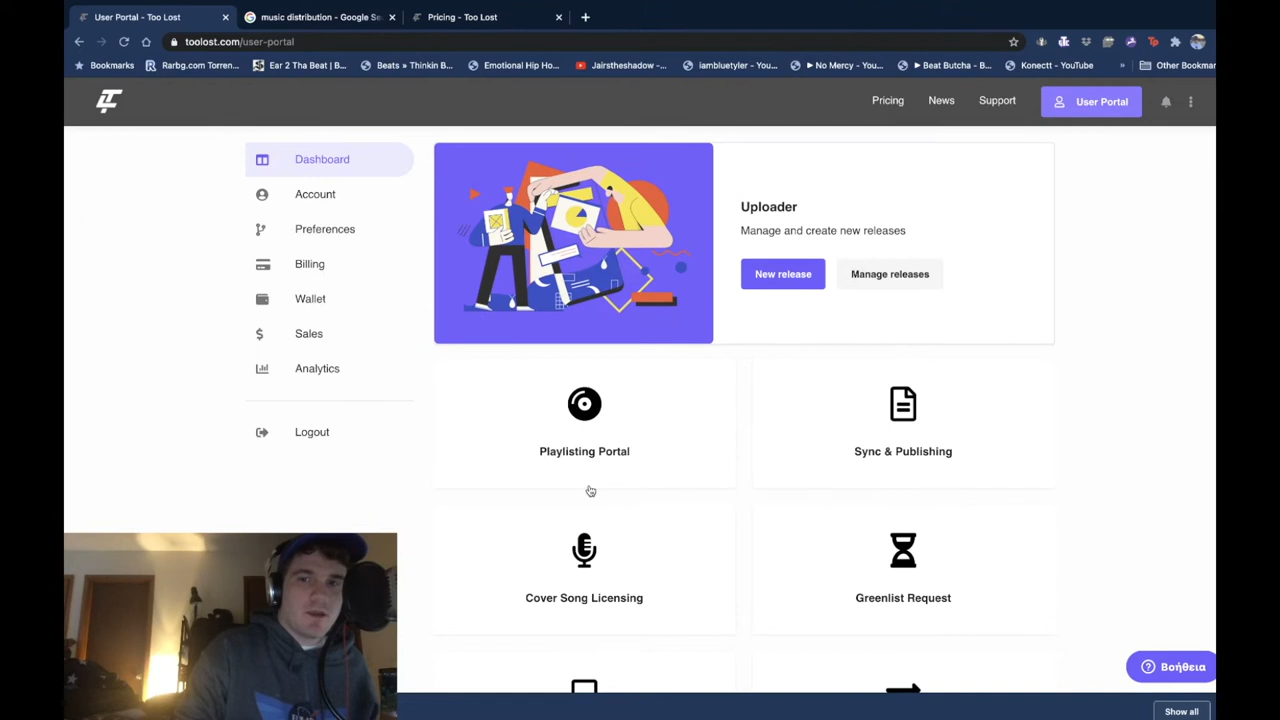 User Portal - Too Lost
music distribution - Google Se
Pricing - Too Lost
toolost.com/user-portal
Bookmarks
Rarbg.com Torren...
Ear 2 Tha Beat | B...
Beats » Thinkin B...
Emotional Hip Ho...
Jairstheshadow -...
iambluetyler - You...
▶ No Mercy - You...
▶ Beat Butcha - B...
Konectt - YouTube
»
Other Bookmar
Pricing
News
Support
User Portal
Dashboard
Account
Preferences
Billing
Wallet
Sales
Analytics
Logout
Uploader
Manage and create new releases
New release
Manage releases
Playlisting Portal
Sync & Publishing
Cover Song Licensing
Greenlist Request
Βοήθεια
Show all